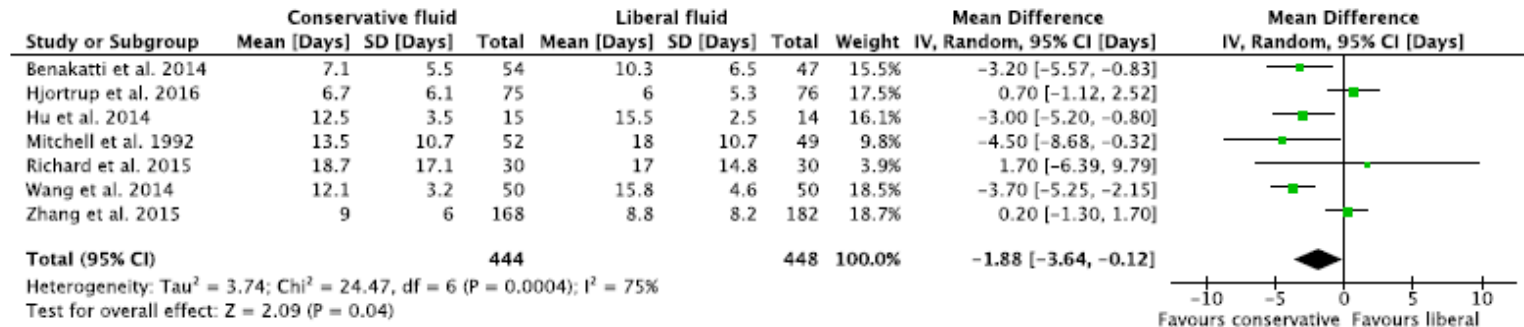 Conservative fluid Liberal fluid Mean Difference Mean Difference
Study or Subgroup Mean [Days] SD [Days] Total Mean [Days] SD [Days] Total Weight IV, Random, 95% CI [Days] IV, Random, 95% CI [Days]
Benakatti et al. 2014 7.1 5.5 54 10.3 6.5 47 15.5% -3.20 [-5.57, -0.83]
Hjortrup et al. 2016 6.7 6.1 75 6 5.3 76 17.5% 0.70 [-1.12, 2.52]
Hu et al. 2014 12.5 3.5 15 15.5 2.5 14 16.1% -3.00 [-5.20, -0.80]
Mitchell et al. 1992 13.5 10.7 52 18 10.7 49 9.8% -4.50 [-8.68, -0.32]
Richard et al. 2015 18.7 17.1 30 17 14.8 30 3.9% 1.70 [-6.39, 9.79]
Wang et al. 2014 12.1 3.2 50 15.8 4.6 50 18.5% -3.70 [-5.25, -2.15]
Zhang et al. 2015 9 6 168 8.8 8.2 182 18.7% 0.20 [-1.30, 1.70]
Total (95% CI) 444 448 100.0% -1.88 [-3.64, -0.12]
Heterogeneity: Tau² = 3.74; Chi² = 24.47, df = 6 (P = 0.0004); I² = 75%
Test for overall effect: Z = 2.09 (P = 0.04)
-10 -5 0 5 10
Favours conservative Favours liberal